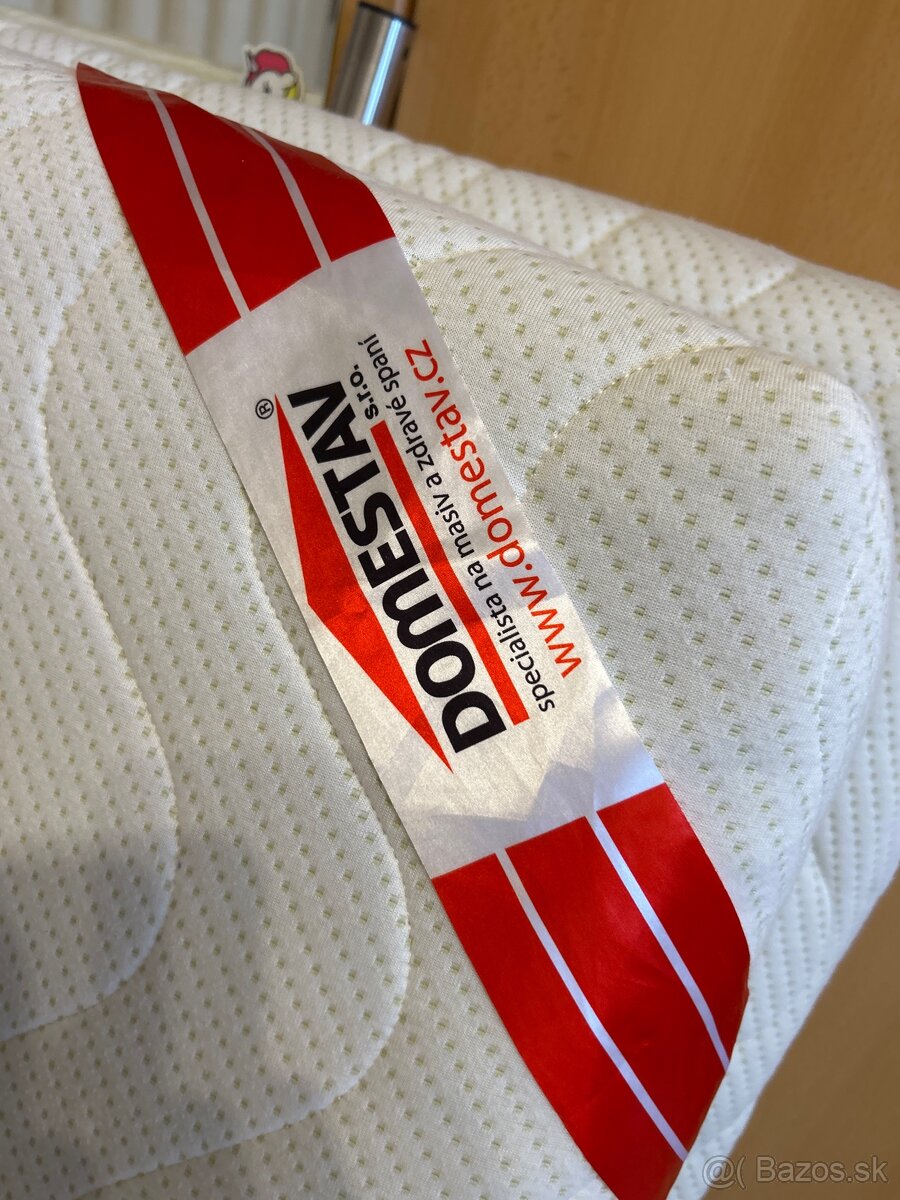 DOMESTAV®
s.r.o.
specialista na masiv a zdravé spaní
www.domestav.cz
@( Bazos.sk